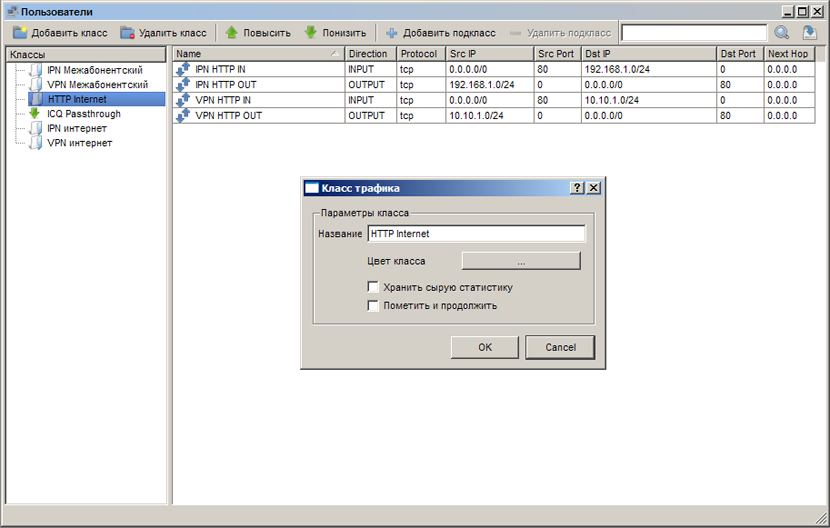 Пользователи
Добавить класс Удалить класс Повысить Понизить Добавить подкласс Удалить подкласс
Классы
IPN Межабонентский
VPN Межабонентский
HTTP Internet
ICQ Passthrough
IPN интернет
VPN интернет
Name Direction Protocol Src IP Src Port Dst IP Dst Port Next Hop
IPN HTTP IN INPUT tcp 0.0.0.0/0 80 192.168.1.0/24 0 0.0.0.0
IPN HTTP OUT OUTPUT tcp 192.168.1.0/24 0 0.0.0.0/0 80 0.0.0.0
VPN HTTP IN INPUT tcp 0.0.0.0/0 80 10.10.1.0/24 0 0.0.0.0
VPN HTTP OUT OUTPUT tcp 10.10.1.0/24 0 0.0.0.0/0 80 0.0.0.0
Класс трафика
Параметры класса
Название HTTP Internet
Цвет класса ...
Хранить сырую статистику
Пометить и продолжить
OK Cancel